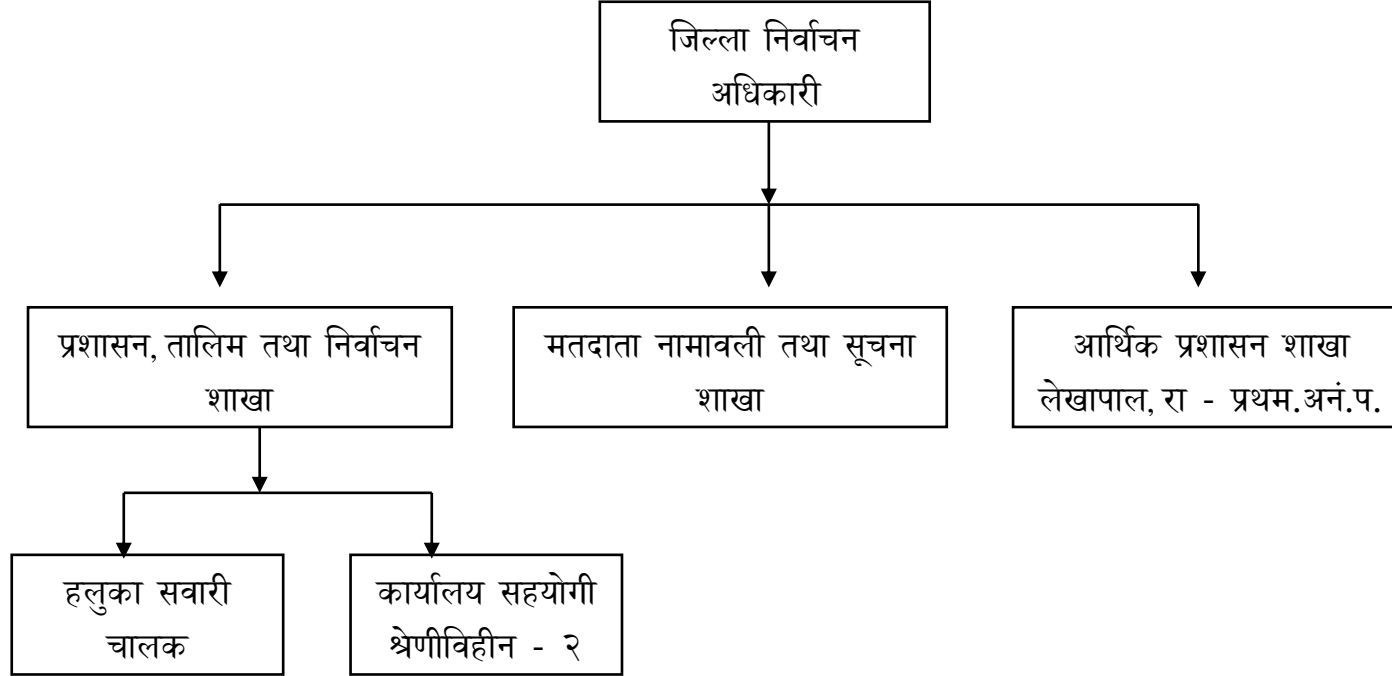 जिल्ला निर्वाचन
अधिकारी
प्रशासन, तालिम तथा निर्वाचन
शाखा
मतदाता नामावली तथा सूचना
शाखा
आर्थिक प्रशासन शाखा
लेखापाल, रा - प्रथम.अनं.प.
हलुका सवारी
चालक
कार्यालय सहयोगी
श्रेणीविहीन - २